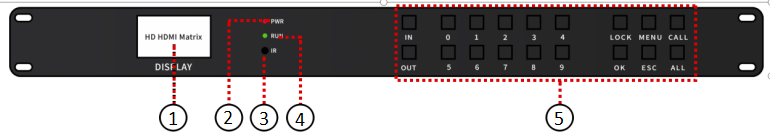 PWR
HD HDMI Matrix
RUN
IN 0 1 2 3 4 LOCK MENU CALL
IR
DISPLAY
OUT 5 6 7 8 9 OK ESC ALL
1 2 3 4 5